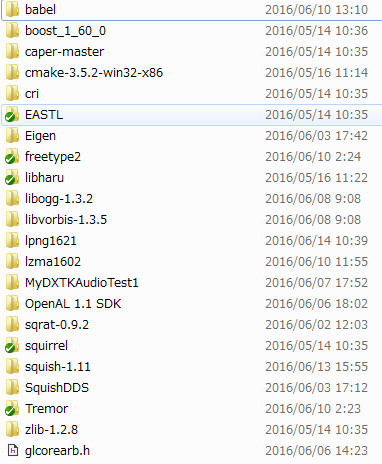 babel 2016/06/10 13:10
boost_1_60_0 2016/05/14 10:36
caper-master 2016/05/14 10:35
cmake-3.5.2-win32-x86 2016/05/16 11:14
cri 2016/05/14 10:35
EASTL 2016/05/14 10:35
Eigen 2016/06/03 17:42
freetype2 2016/06/10 2:24
libharu 2016/05/16 11:22
libogg-1.3.2 2016/06/08 9:08
libvorbis-1.3.5 2016/06/08 9:08
lpng1621 2016/06/14 10:39
lzma1602 2016/06/10 11:55
MyDXTKAudioTest1 2016/06/07 17:52
OpenAL 1.1 SDK 2016/06/06 18:02
sqrat-0.9.2 2016/06/02 12:03
squirrel 2016/05/14 10:35
squish-1.11 2016/06/13 15:55
SquishDDS 2016/06/03 17:12
Tremor 2016/06/10 2:23
zlib-1.2.8 2016/05/14 10:35
glcorearb.h 2016/06/06 14:23